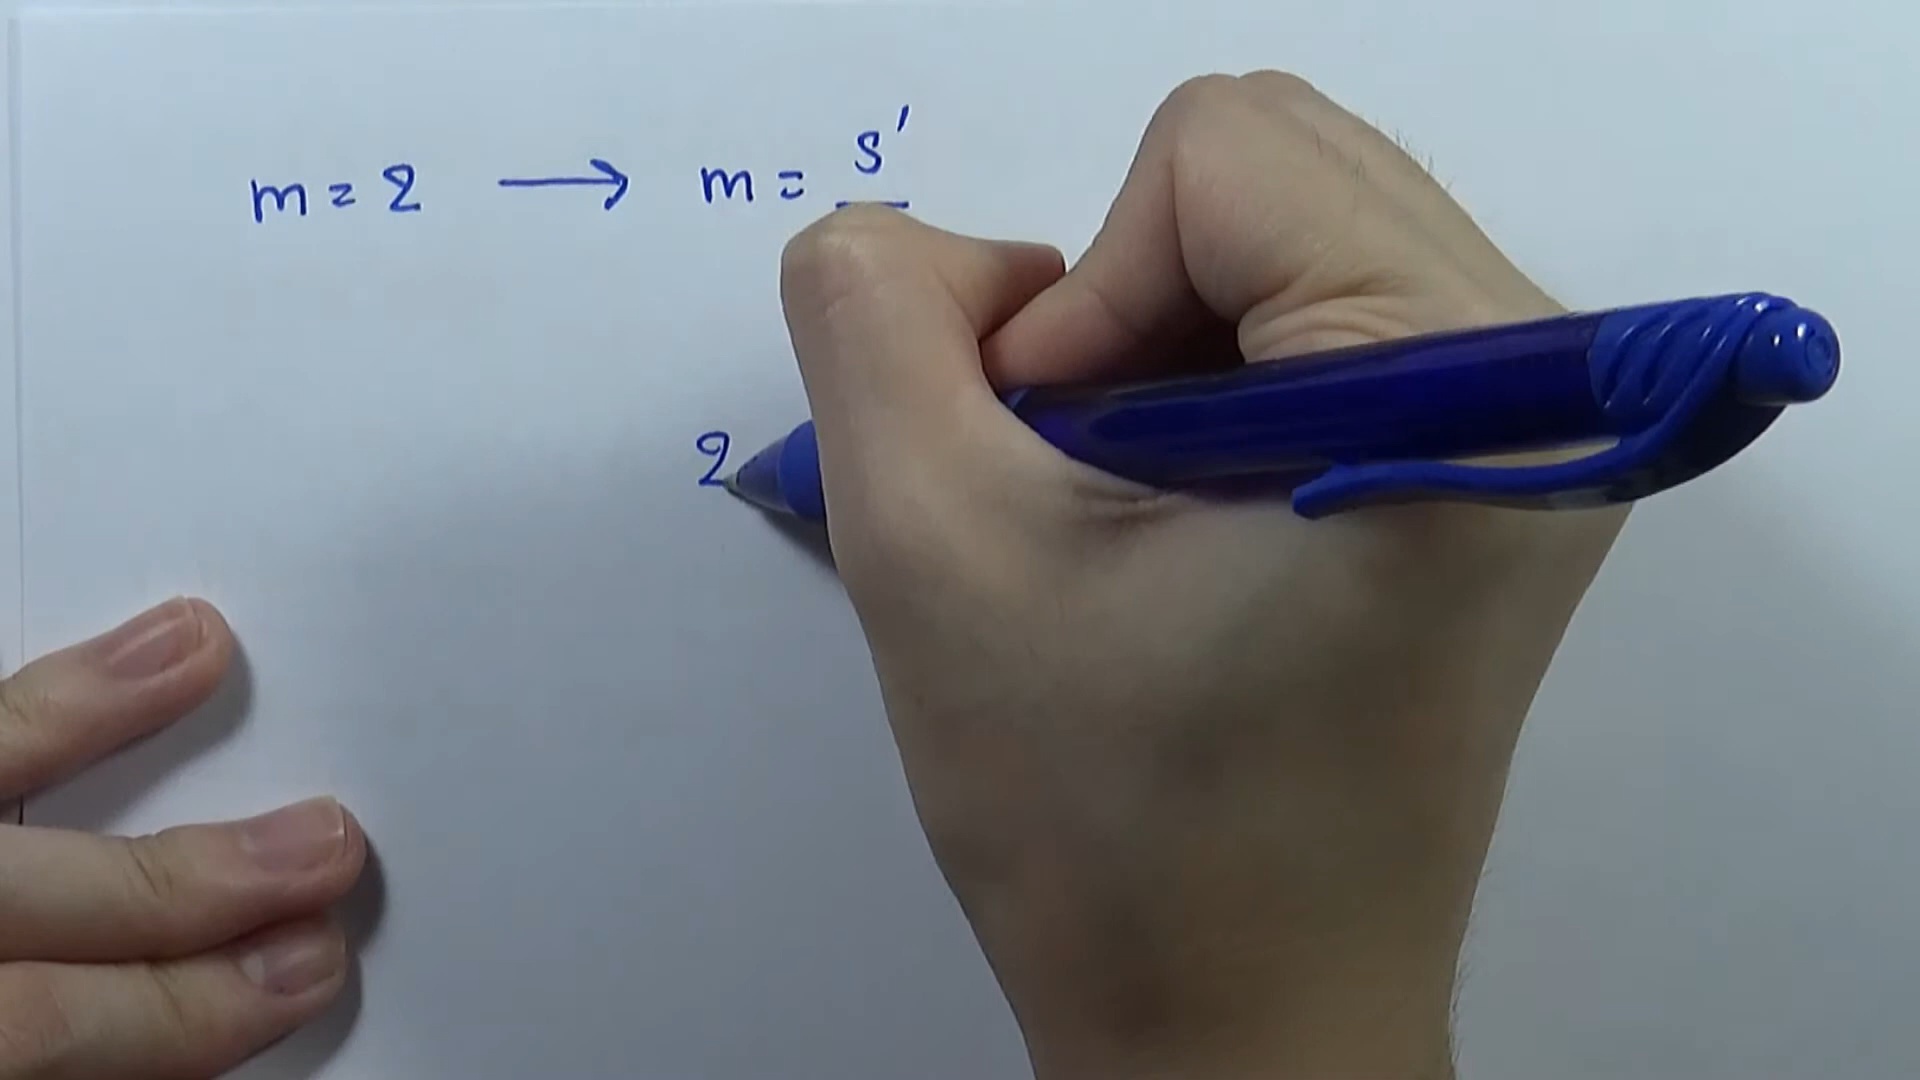 m = 2 → m = s'
2